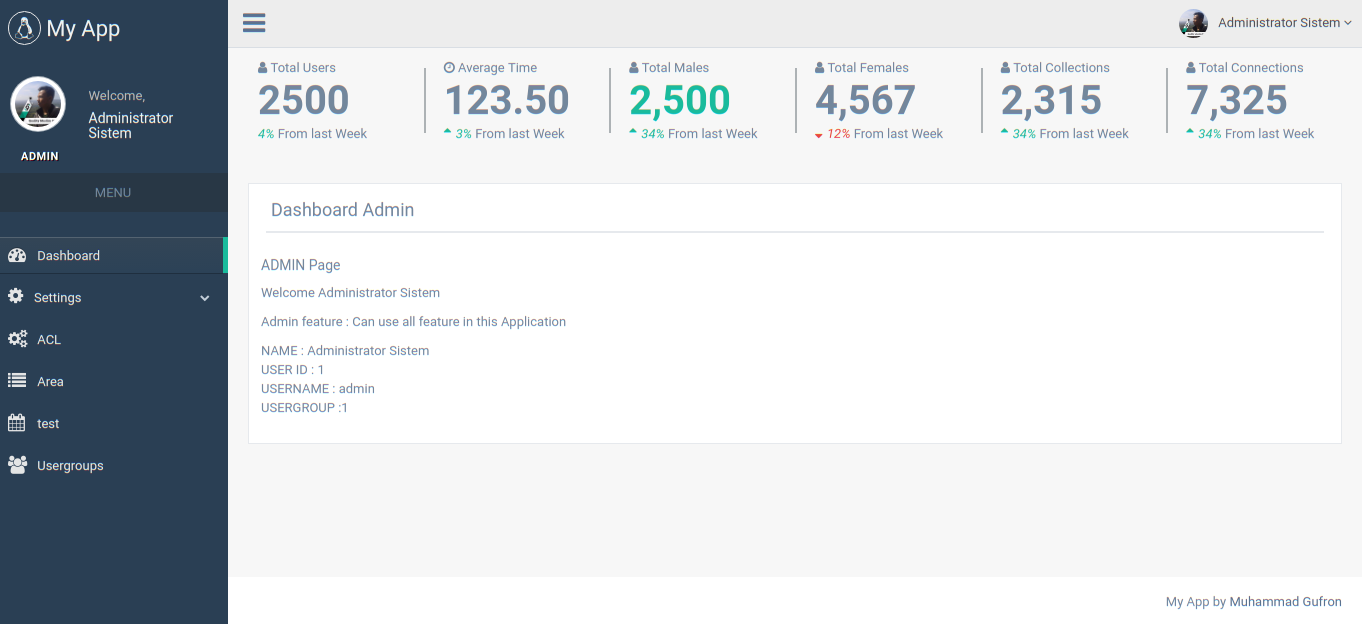 My App
Welcome,
Administrator
Sistem
ADMIN
MENU
Dashboard
Settings
ACL
Area
test
Usergroups
Administrator Sistem
Total Users
2500
4% From last Week
Average Time
123.50
3% From last Week
Total Males
2,500
34% From last Week
Total Females
4,567
12% From last Week
Total Collections
2,315
34% From last Week
Total Connections
7,325
34% From last Week
Dashboard Admin
ADMIN Page
Welcome Administrator Sistem
Admin feature : Can use all feature in this Application
NAME : Administrator Sistem
USER ID : 1
USERNAME : admin
USERGROUP :1
My App by Muhammad Gufron